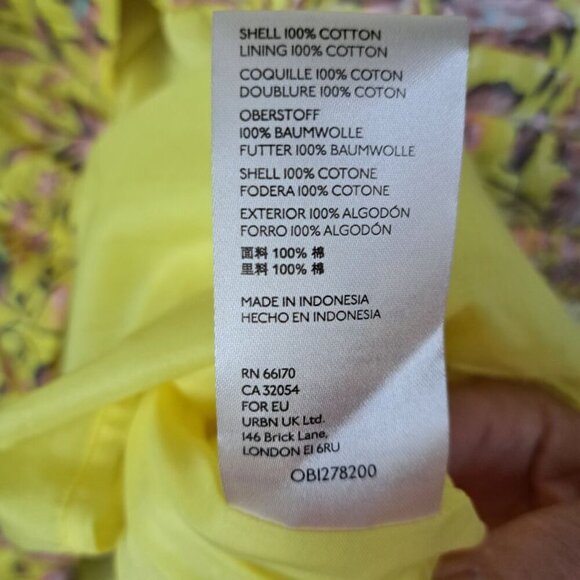 SHELL 100% COTTON
LINING 100% COTTON
COQUILLE 100% COTON
DOUBLURE 100% COTON
OBERSTOFF
100% BAUMWOLLE
FUTTER 100% BAUMWOLLE
SHELL 100% COTONE
FODERA 100% COTONE
EXTERIOR 100% ALGODÓN
FORRO 100% ALGODÓN
面料 100% 棉
里料 100% 棉
MADE IN INDONESIA
HECHO EN INDONESIA
RN 66170
CA 32054
FOR EU
URBN UK Ltd.
146 Brick Lane,
LONDON E1 6RU
OB1278200